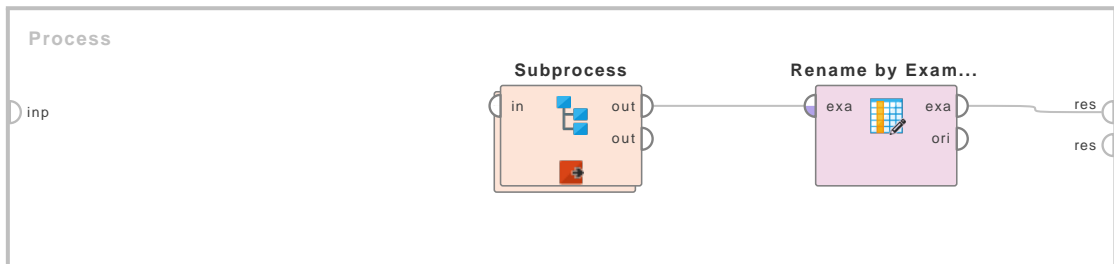 Process
Subprocess
Rename by Exam...
inp
in
out
out
exa
exa
ori
res
res